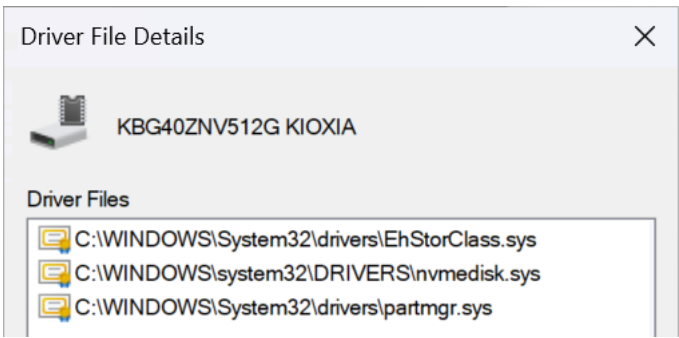 Driver File Details
KBG40ZNV512G KIOXIA
Driver Files
C:\WINDOWS\System32\drivers\EhStorClass.sys
C:\WINDOWS\system32\DRIVERS\nvmedisk.sys
C:\WINDOWS\System32\drivers\partmgr.sys